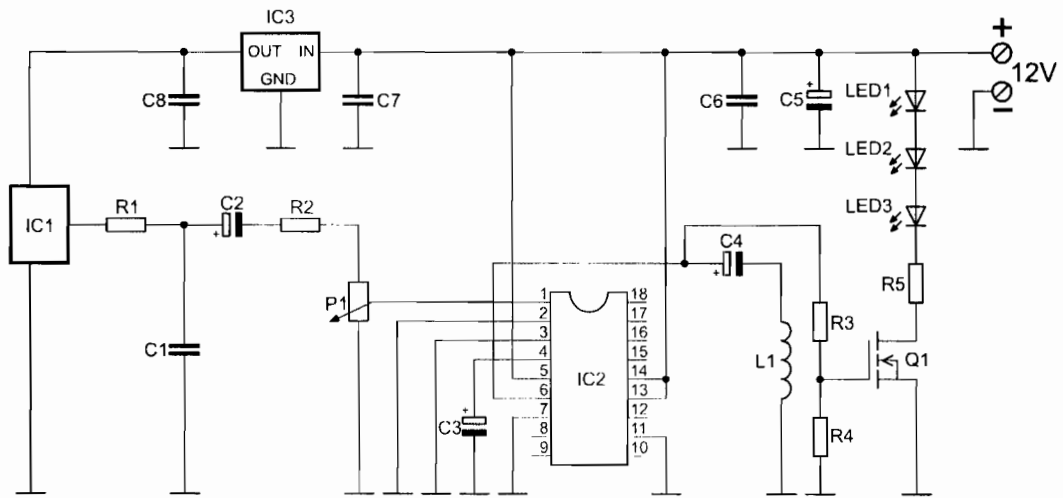 IC3
OUT IN
GND
+
12V
–
C8
C7
C6
+
C5
LED1
LED2
LED3
IC1
R1
C2
+
R2
P1
C4
+
R5
R3
L1
Q1
C1
1 18
2 17
3 16
4 15
5 14
6 13
7 12
8 11
9 10
IC2
+
C3
R4